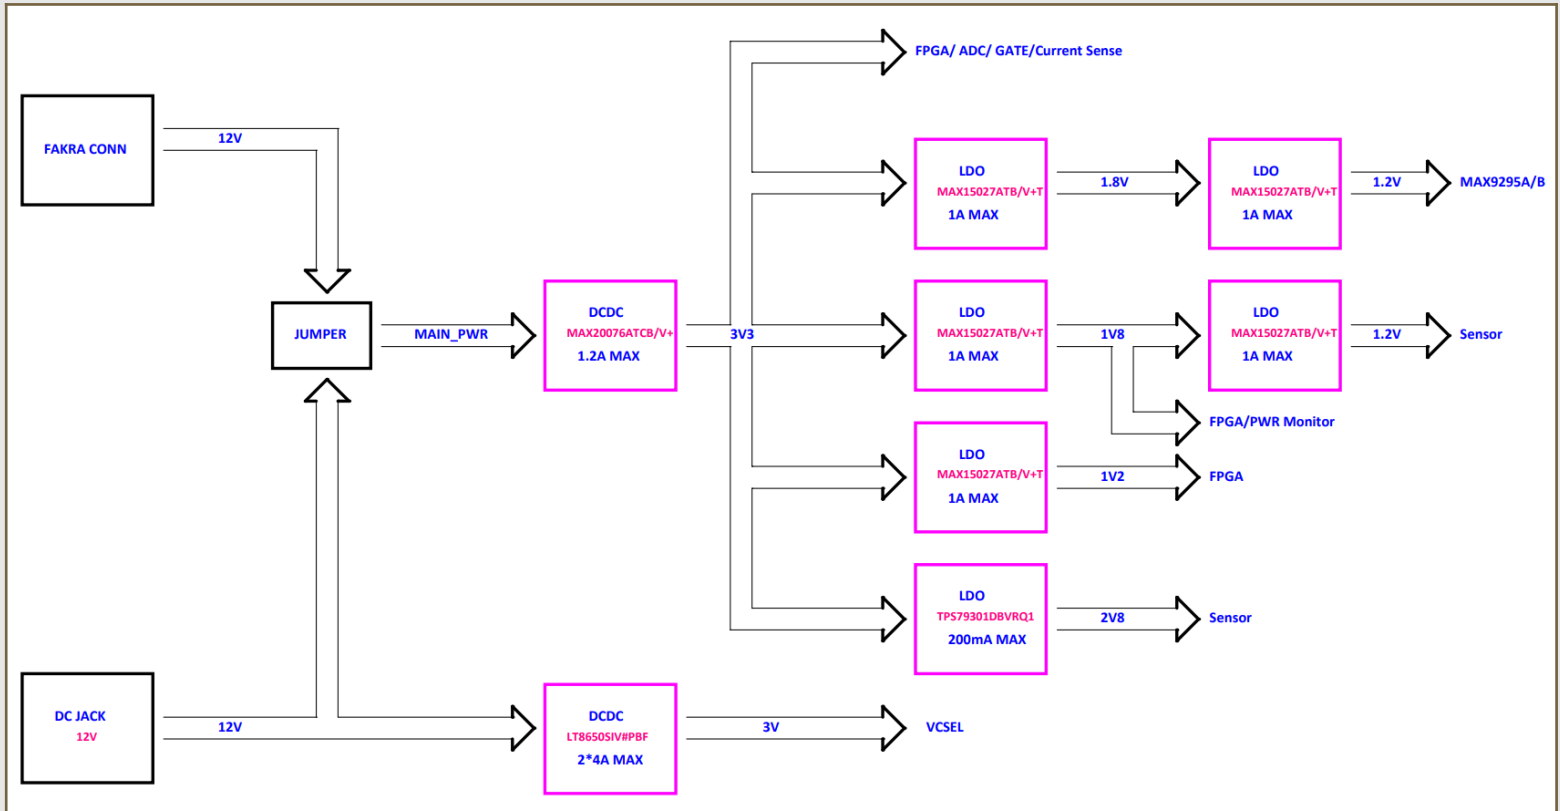 FPGA/ ADC/ GATE/Current Sense
FAKRA CONN
12V
LDO
MAX15027ATB/V+T
1A MAX
1.8V
LDO
MAX15027ATB/V+T
1A MAX
1.2V
MAX9295A/B
JUMPER
MAIN_PWR
DCDC
MAX20076ATCB/V+
1.2A MAX
3V3
LDO
MAX15027ATB/V+T
1A MAX
1V8
LDO
MAX15027ATB/V+T
1A MAX
1.2V
Sensor
FPGA/PWR Monitor
LDO
MAX15027ATB/V+T
1A MAX
1V2
FPGA
LDO
TPS79301DBVRQ1
200mA MAX
2V8
Sensor
DC JACK
12V
12V
DCDC
LT8650SIV#PBF
2*4A MAX
3V
VCSEL